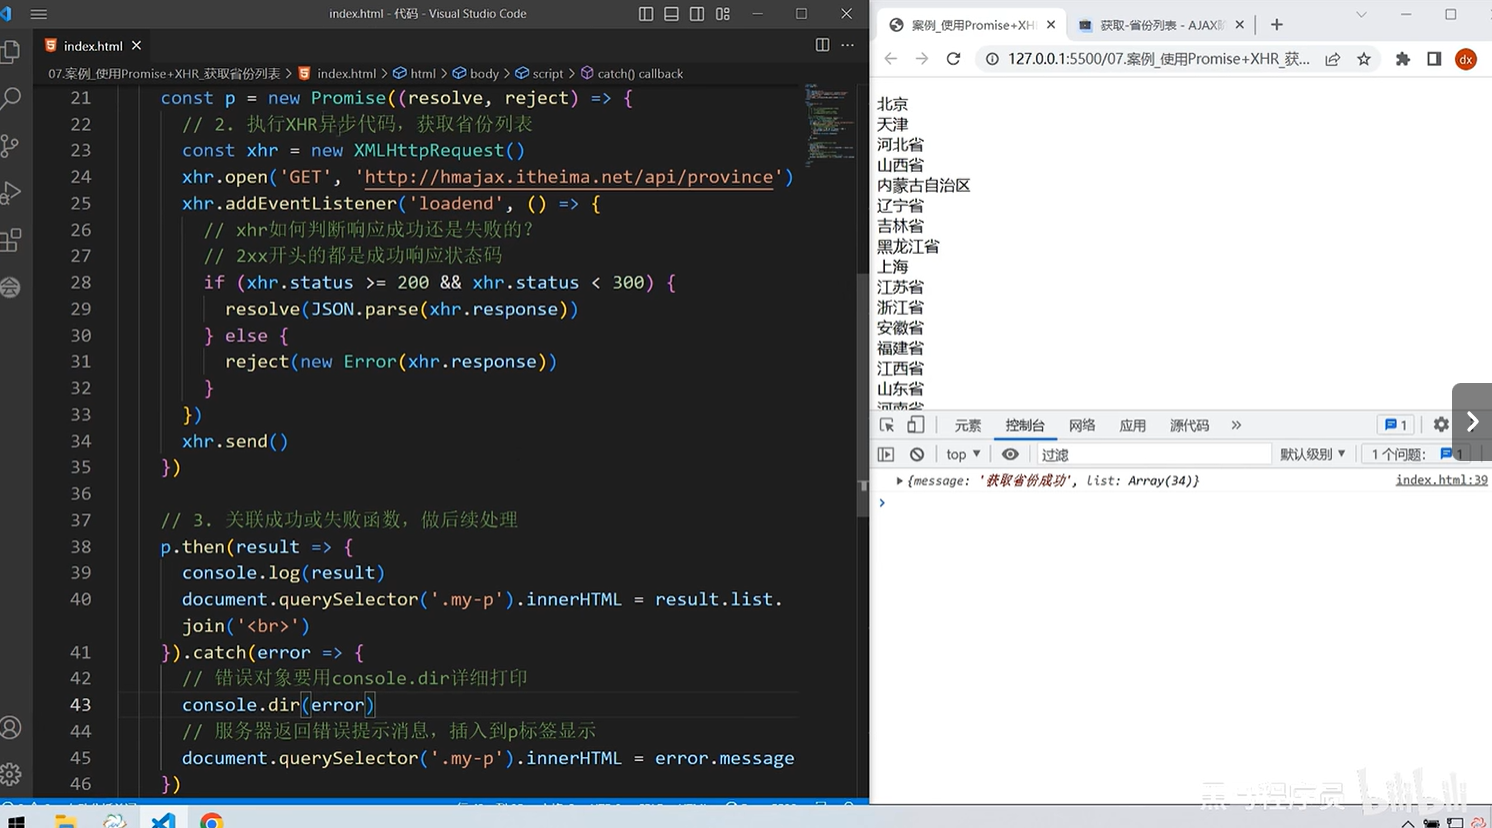 index.html - 代码 - Visual Studio Code
index.html
07.案例_使用Promise+XHR_获取省份列表 > index.html > html > body > script > catch() callback
21 const p = new Promise((resolve, reject) => {
22 // 2. 执行XHR异步代码，获取省份列表
23 const xhr = new XMLHttpRequest()
24 xhr.open('GET', 'http://hmajax.itheima.net/api/province')
25 xhr.addEventListener('loadend', () => {
26 // xhr如何判断响应成功还是失败的？
27 // 2xx开头的都是成功响应状态码
28 if (xhr.status >= 200 && xhr.status < 300) {
29 resolve(JSON.parse(xhr.response))
30 } else {
31 reject(new Error(xhr.response))
32 }
33 })
34 xhr.send()
35 })
36
37 // 3. 关联成功或失败函数，做后续处理
38 p.then(result => {
39 console.log(result)
40 document.querySelector('.my-p').innerHTML = result.list.
join('<br>')
41 }).catch(error => {
42 // 错误对象要用console.dir详细打印
43 console.dir(error)
44 // 服务器返回错误提示消息，插入到p标签显示
45 document.querySelector('.my-p').innerHTML = error.message
46 })
案例_使用Promise+XH
获取-省份列表 - AJAX
127.0.0.1:5500/07.案例_使用Promise+XHR_获...
dx
北京
天津
河北省
山西省
内蒙古自治区
辽宁省
吉林省
黑龙江省
上海
江苏省
浙江省
安徽省
福建省
江西省
山东省
河南省
元素 控制台 网络 应用 源代码 » 1
top 过滤 默认级别 1 个问题: 1
{message: '获取省份成功', list: Array(34)} index.html:39
bilibili